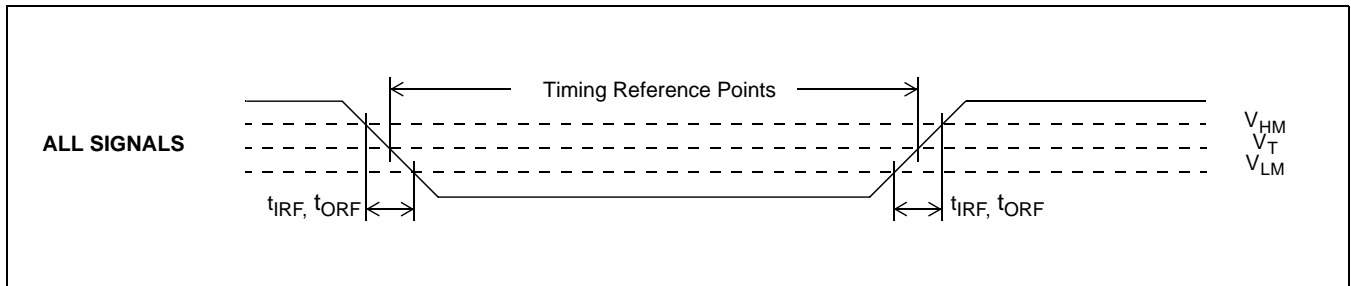 Timing Reference Points
ALL SIGNALS
VHM
VT
VLM
tIRF, tORF
tIRF, tORF